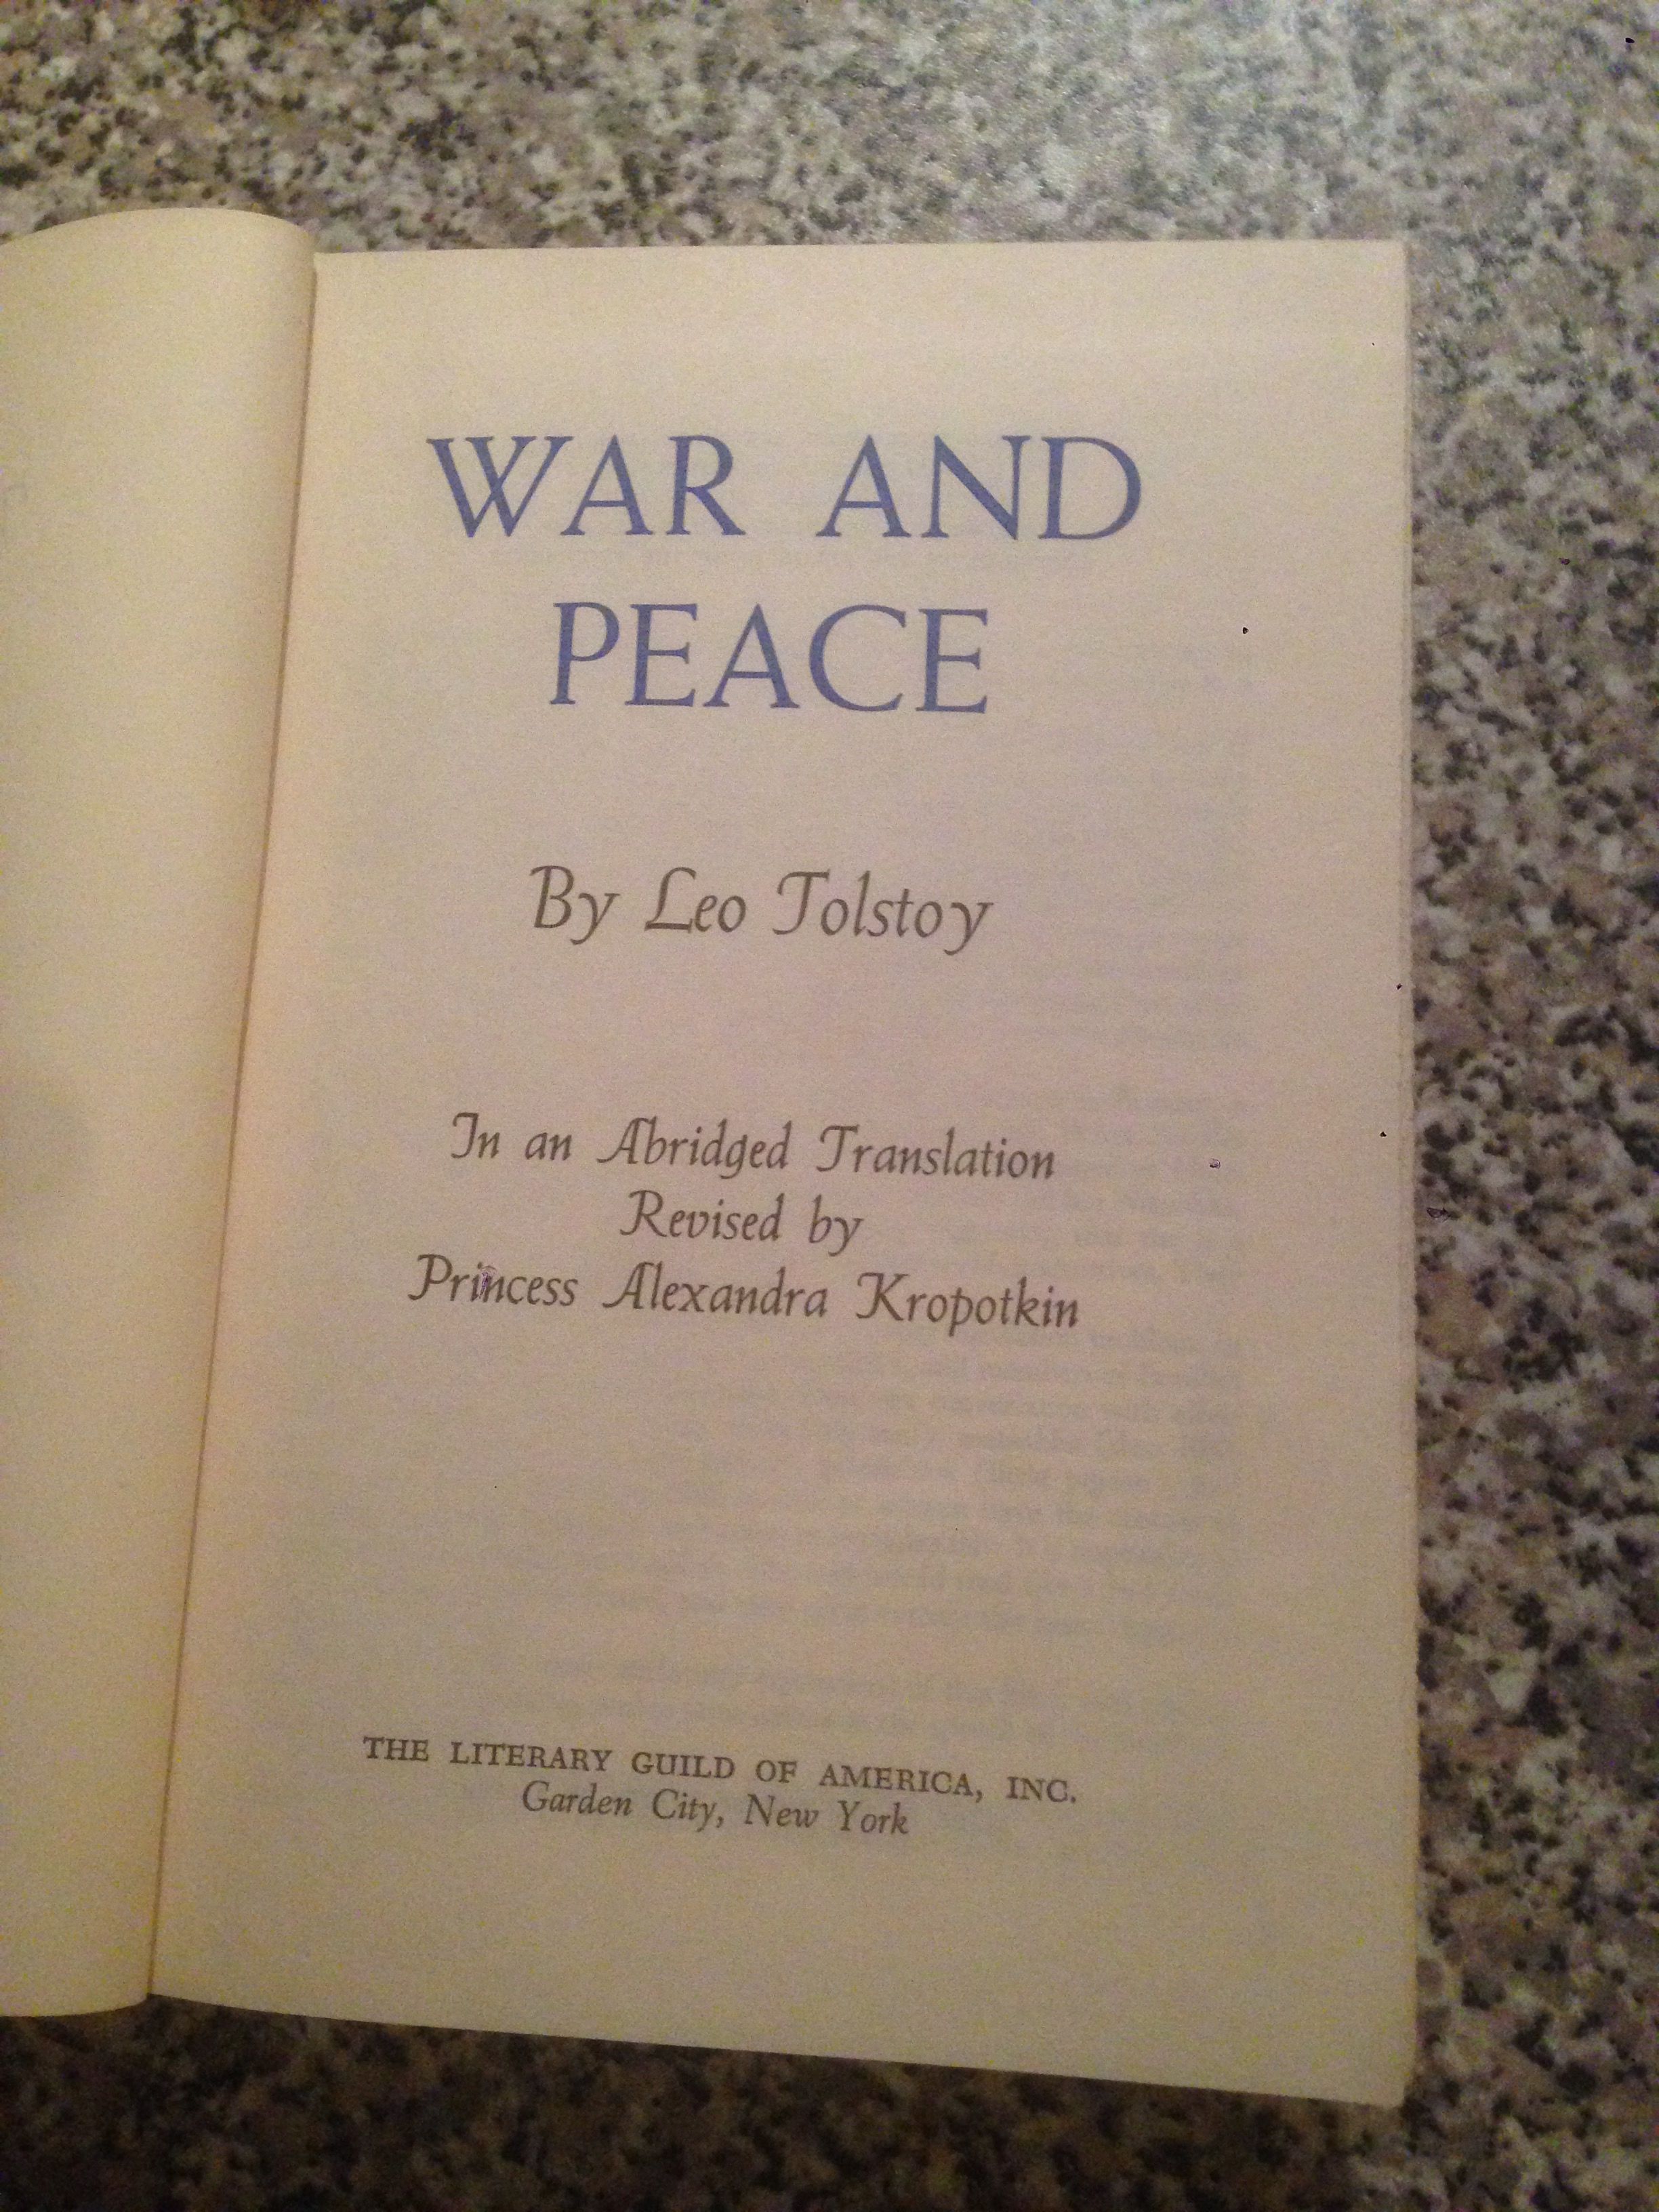 WAR AND
PEACE
By Leo Tolstoy
In an Abridged Translation
Revised by
Princess Alexandra Kropotkin
THE LITERARY GUILD OF AMERICA, INC.
Garden City, New York